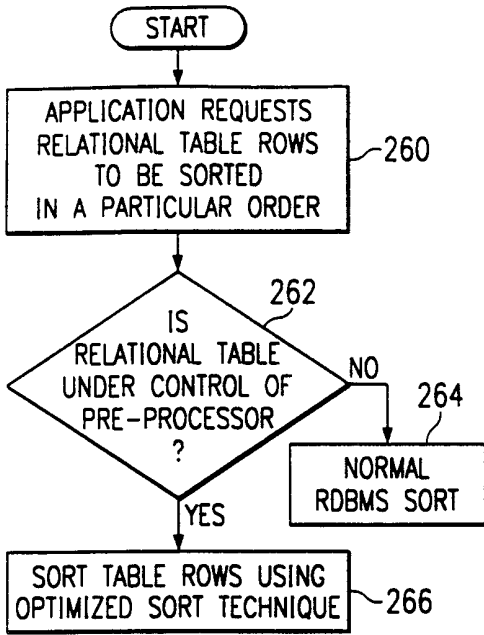 START
APPLICATION REQUESTS
RELATIONAL TABLE ROWS
TO BE SORTED
IN A PARTICULAR ORDER
260
262
IS
RELATIONAL TABLE
UNDER CONTROL OF
PRE-PROCESSOR
?
NO
264
NORMAL
RDBMS SORT
YES
SORT TABLE ROWS USING
OPTIMIZED SORT TECHNIQUE
266